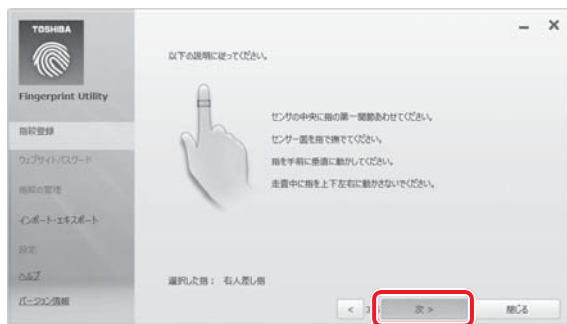 TOSHIBA
Fingerprint Utility
指紋登録
ウェブサイトパスワード
指紋の管理
インポート・エキスポート
設定
ヘルプ
バージョン情報
以下の説明に従ってください。
センサの中央に指の第一関節あわせてください。
センサー面を指で撫でてください。
指を手前に垂直に動かしてください。
走査中に指を上下左右に動かさないでください。
選択した指： 右人差し指
< 3 次 > 閉じる